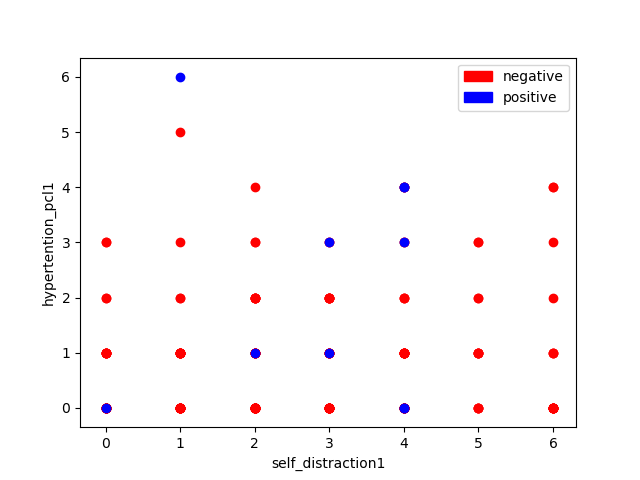 negative
positive
6
5
4
3
2
1
0
hypertention_pcl1
0 1 2 3 4 5 6
self_distraction1